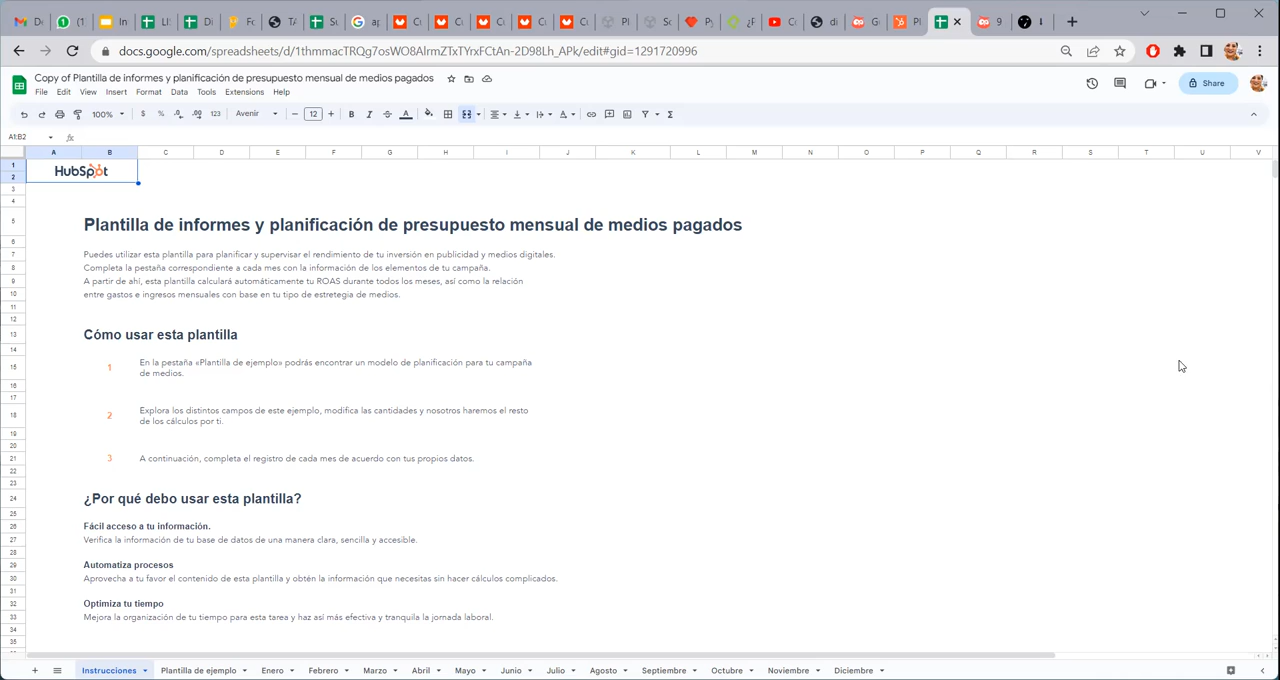 docs.google.com/spreadsheets/d/1thmmacTRQg7osWO8AlrmZTxTYrxFCtAn-2D98Lh_APk/edit#gid=1291720996
Copy of Plantilla de informes y planificación de presupuesto mensual de medios pagados
File Edit View Insert Format Data Tools Extensions Help
Share
100% $ % .0 .00 123 Avenir 12 B I A
A1:B2 fx
A B C D E F G H I J K L M N O P Q R S T U V
HubSpot
Plantilla de informes y planificación de presupuesto mensual de medios pagados
Puedes utilizar esta plantilla para planificar y supervisar el rendimiento de tu inversión en publicidad y medios digitales.
Completa la pestaña correspondiente a cada mes con la información de los elementos de tu campaña.
A partir de ahí, esta plantilla calculará automáticamente tu ROAS durante todos los meses, así como la relación
entre gastos e ingresos mensuales con base en tu tipo de estretegia de medios.
Cómo usar esta plantilla
1 En la pestaña «Plantilla de ejemplo» podrás encontrar un modelo de planificación para tu campaña
de medios.
2 Explora los distintos campos de este ejemplo, modifica las cantidades y nosotros haremos el resto
de los cálculos por ti.
3 A continuación, completa el registro de cada mes de acuerdo con tus propios datos.
¿Por qué debo usar esta plantilla?
Fácil acceso a tu información.
Verifica la información de tu base de datos de una manera clara, sencilla y accesible.
Automatiza procesos
Aprovecha a tu favor el contenido de esta plantilla y obtén la información que necesitas sin hacer cálculos complicados.
Optimiza tu tiempo
Mejora la organización de tu tiempo para esta tarea y haz así más efectiva y tranquila la jornada laboral.
Instrucciones Plantilla de ejemplo Enero Febrero Marzo Abril Mayo Junio Julio Agosto Septiembre Octubre Noviembre Diciembre